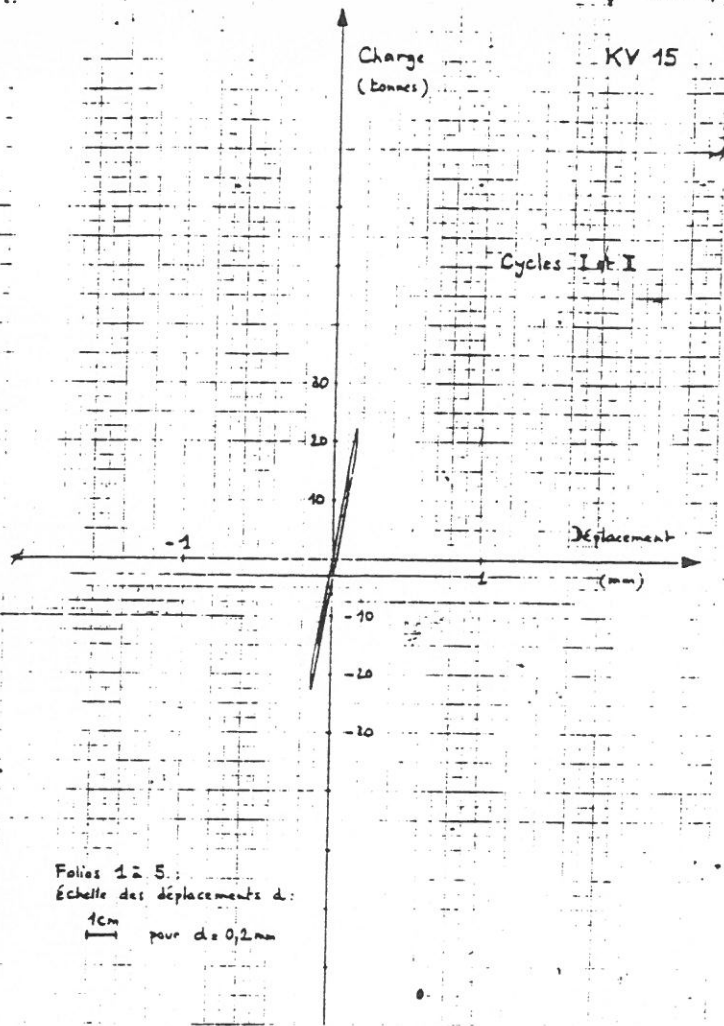 Charge
(tonnes)
KV 15
Cycles I et II
30
20
10
-1
Déplacement
1
(mm)
-10
-20
-30
Folios 1 à 5 :
Échelle des déplacements d :
1cm
pour d = 0,2 mm